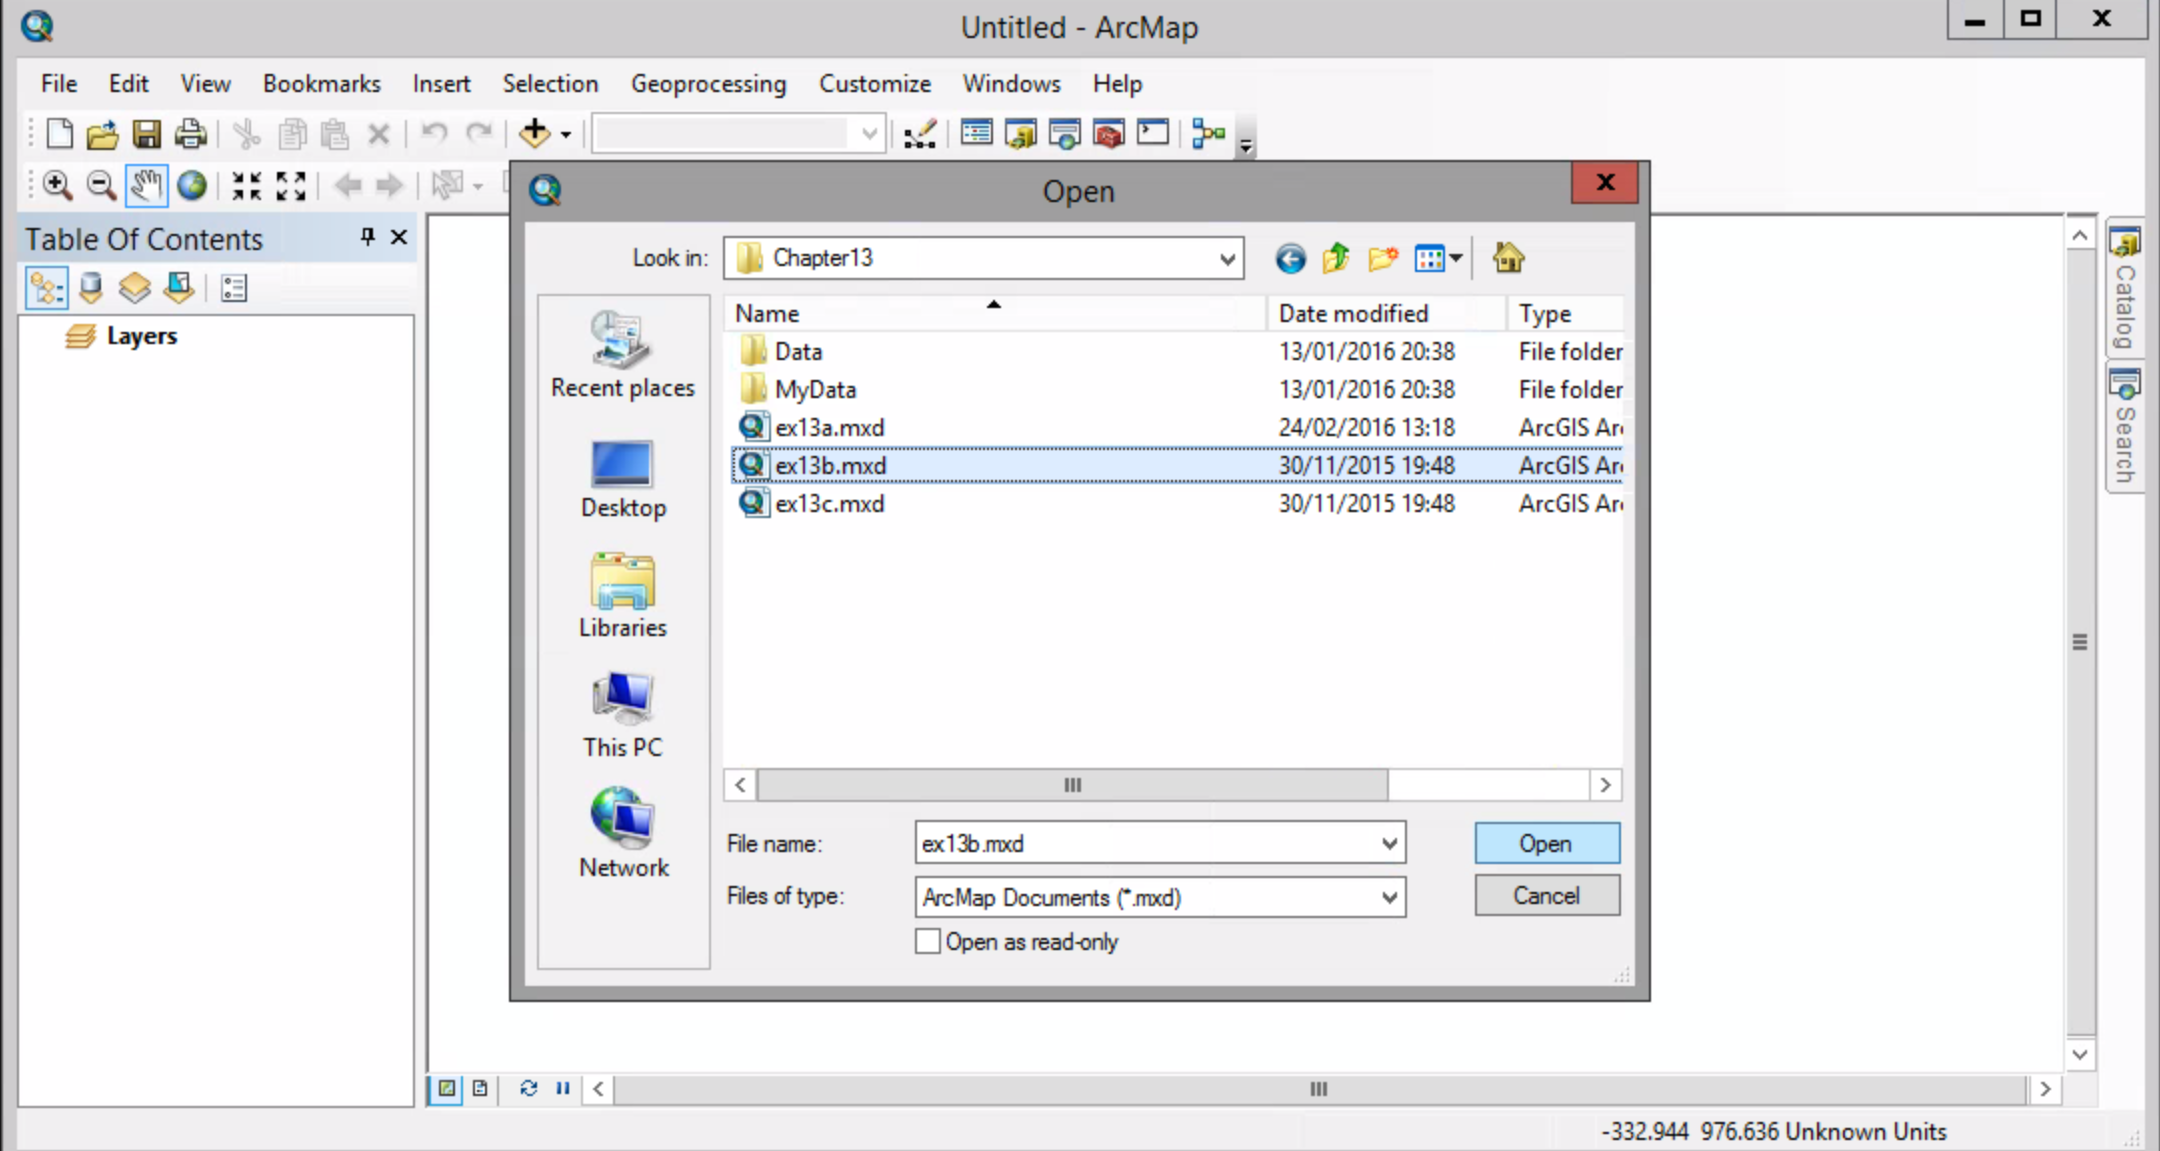 Untitled - ArcMap
File Edit View Bookmarks Insert Selection Geoprocessing Customize Windows Help
Open
Table Of Contents
Layers
Look in: Chapter13
Name Date modified Type
Data 13/01/2016 20:38 File folder
MyData 13/01/2016 20:38 File folder
ex13a.mxd 24/02/2016 13:18 ArcGIS Arc
ex13b.mxd 30/11/2015 19:48 ArcGIS Arc
ex13c.mxd 30/11/2015 19:48 ArcGIS Arc
Recent places
Desktop
Libraries
This PC
Network
File name: ex13b.mxd Open
Files of type: ArcMap Documents (*.mxd) Cancel
Open as read-only
Catalog
Search
-332.944 976.636 Unknown Units